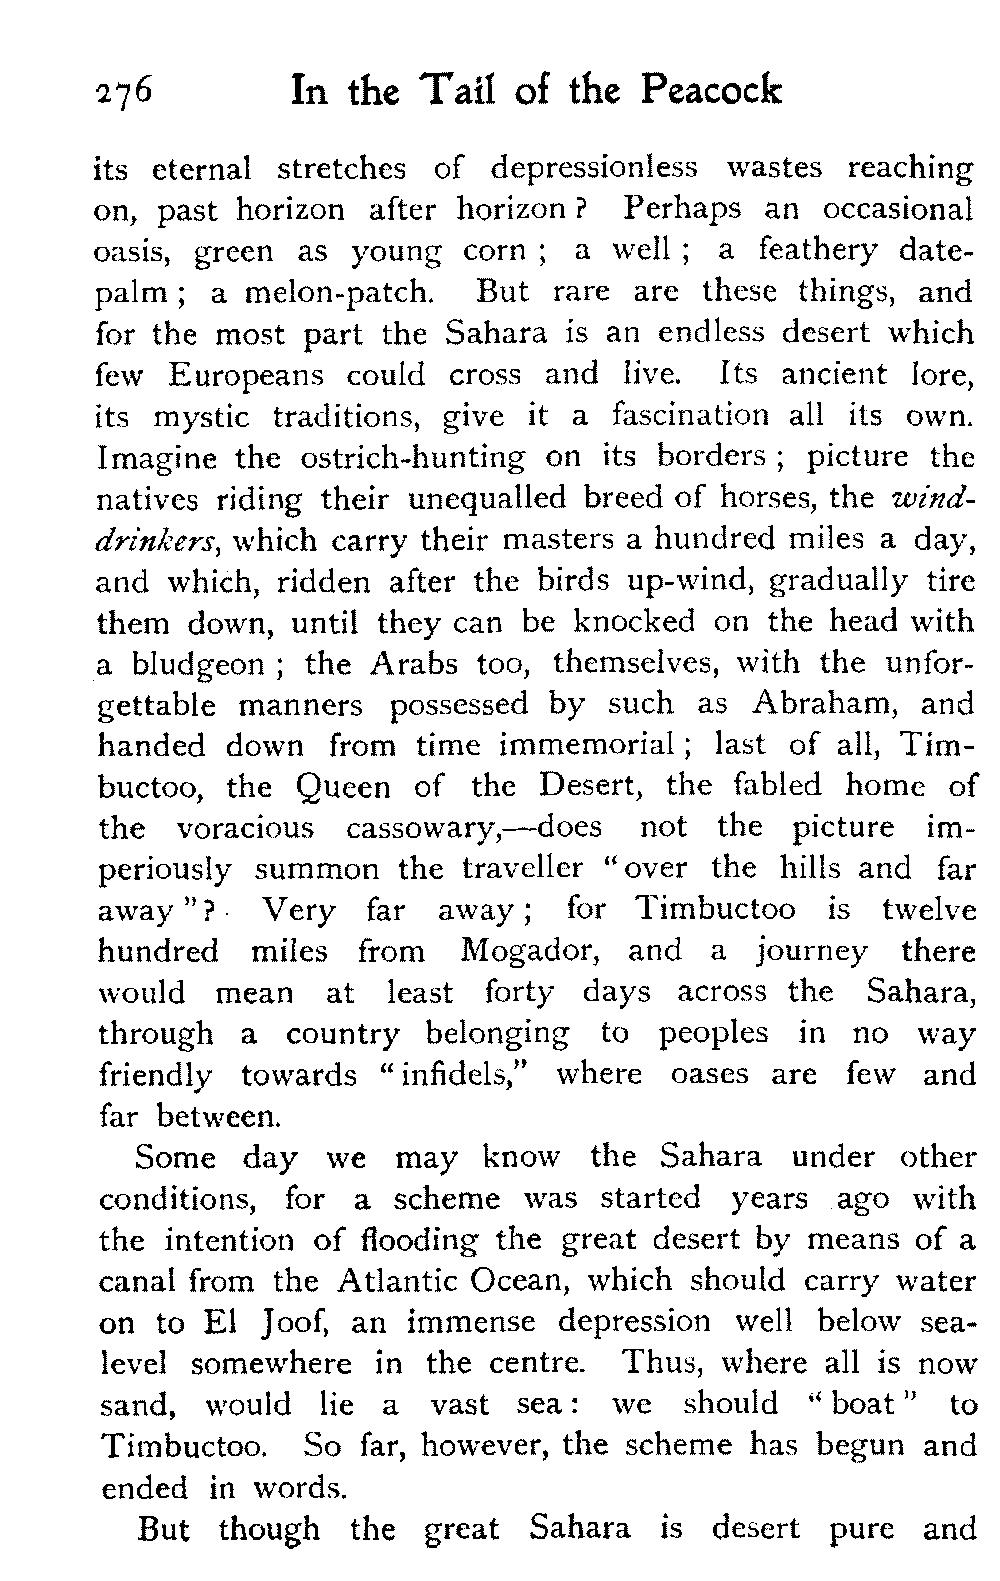 276 In the Tail of the Peacock
its eternal stretches of depressionless wastes reaching
on, past horizon after horizon? Perhaps an occasional
oasis, green as young corn; a well; a feathery date-
palm; a melon-patch. But rare are these things, and
for the most part the Sahara is an endless desert which
few Europeans could cross and live. Its ancient lore,
its mystic traditions, give it a fascination all its own.
Imagine the ostrich-hunting on its borders; picture the
natives riding their unequalled breed of horses, the wind-
drinkers, which carry their masters a hundred miles a day,
and which, ridden after the birds up-wind, gradually tire
them down, until they can be knocked on the head with
a bludgeon; the Arabs too, themselves, with the unfor-
gettable manners possessed by such as Abraham, and
handed down from time immemorial; last of all, Tim-
buctoo, the Queen of the Desert, the fabled home of
the voracious cassowary,—does not the picture im-
periously summon the traveller "over the hills and far
away"? Very far away; for Timbuctoo is twelve
hundred miles from Mogador, and a journey there
would mean at least forty days across the Sahara,
through a country belonging to peoples in no way
friendly towards "infidels," where oases are few and
far between.
Some day we may know the Sahara under other
conditions, for a scheme was started years ago with
the intention of flooding the great desert by means of a
canal from the Atlantic Ocean, which should carry water
on to El Joof, an immense depression well below sea-
level somewhere in the centre. Thus, where all is now
sand, would lie a vast sea: we should "boat" to
Timbuctoo. So far, however, the scheme has begun and
ended in words.
But though the great Sahara is desert pure and